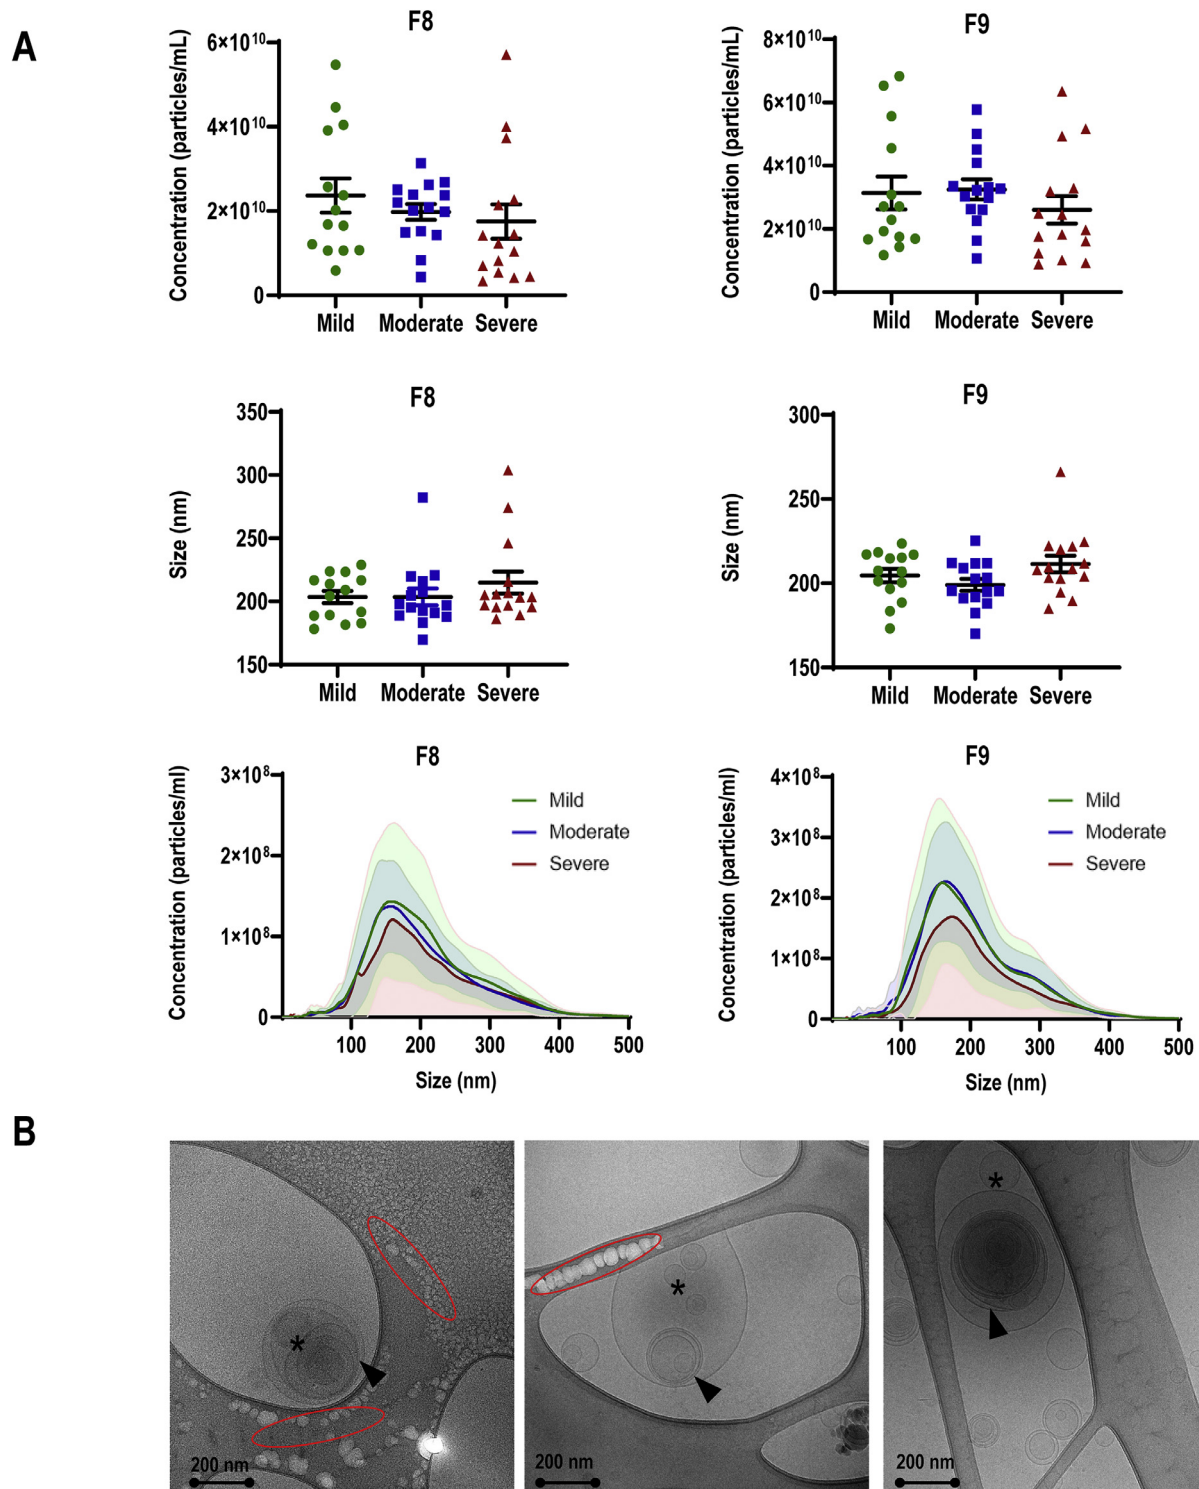 A
F8
Concentration (particles/mL)
6×10¹⁰
4×10¹⁰
2×10¹⁰
0
Mild Moderate Severe
F9
Concentration (particles/mL)
8×10¹⁰
6×10¹⁰
4×10¹⁰
2×10¹⁰
0
Mild Moderate Severe
F8
Size (nm)
350
300
250
200
150
Mild Moderate Severe
F9
Size (nm)
300
250
200
150
Mild Moderate Severe
F8
Concentration (particles/ml)
3×10⁸
2×10⁸
1×10⁸
0
Mild
Moderate
Severe
100 200 300 400 500
Size (nm)
F9
Concentration (particles/ml)
4×10⁸
3×10⁸
2×10⁸
1×10⁸
0
Mild
Moderate
Severe
100 200 300 400 500
Size (nm)
B
*
200 nm
*
200 nm
*
200 nm